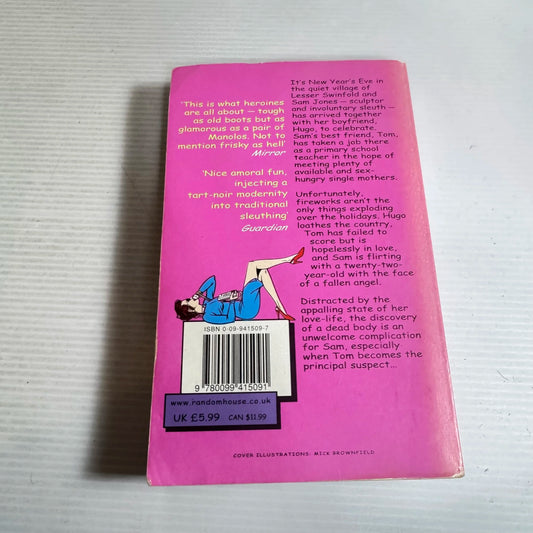 'This is what heroines
are all about — tough
as old boots but as
glamorous as a pair of
Manolos. Not to
mention frisky as hell'
Mirror
'Nice amoral fun,
injecting a
tart-noir modernity
into traditional
sleuthing'
Guardian
It's New Year's Eve in
the quiet village of
Lesser Swinfold and
Sam Jones — sculptor
and involuntary sleuth —
has arrived together
with her boyfriend,
Hugo, to celebrate.
Sam's best friend, Tom,
has taken a job there
as a primary school
teacher in the hope of
meeting plenty of
available and sex-
hungry single mothers.
Unfortunately,
fireworks aren't the
only things exploding
over the holidays. Hugo
loathes the country,
Tom has failed to
score but is
hopelessly in love,
and Sam is flirting
with a twenty-two-
year-old with the face
of a fallen angel.
Distracted by the
appalling state of her
love-life, the discovery
of a dead body is an
unwelcome complication
for Sam, especially
when Tom becomes the
principal suspect...
ISBN 0-09-941509-7
9 780099 415091
www.randomhouse.co.uk
UK £5.99 CAN $11.99
COVER ILLUSTRATIONS: MICK BROWNFIELD